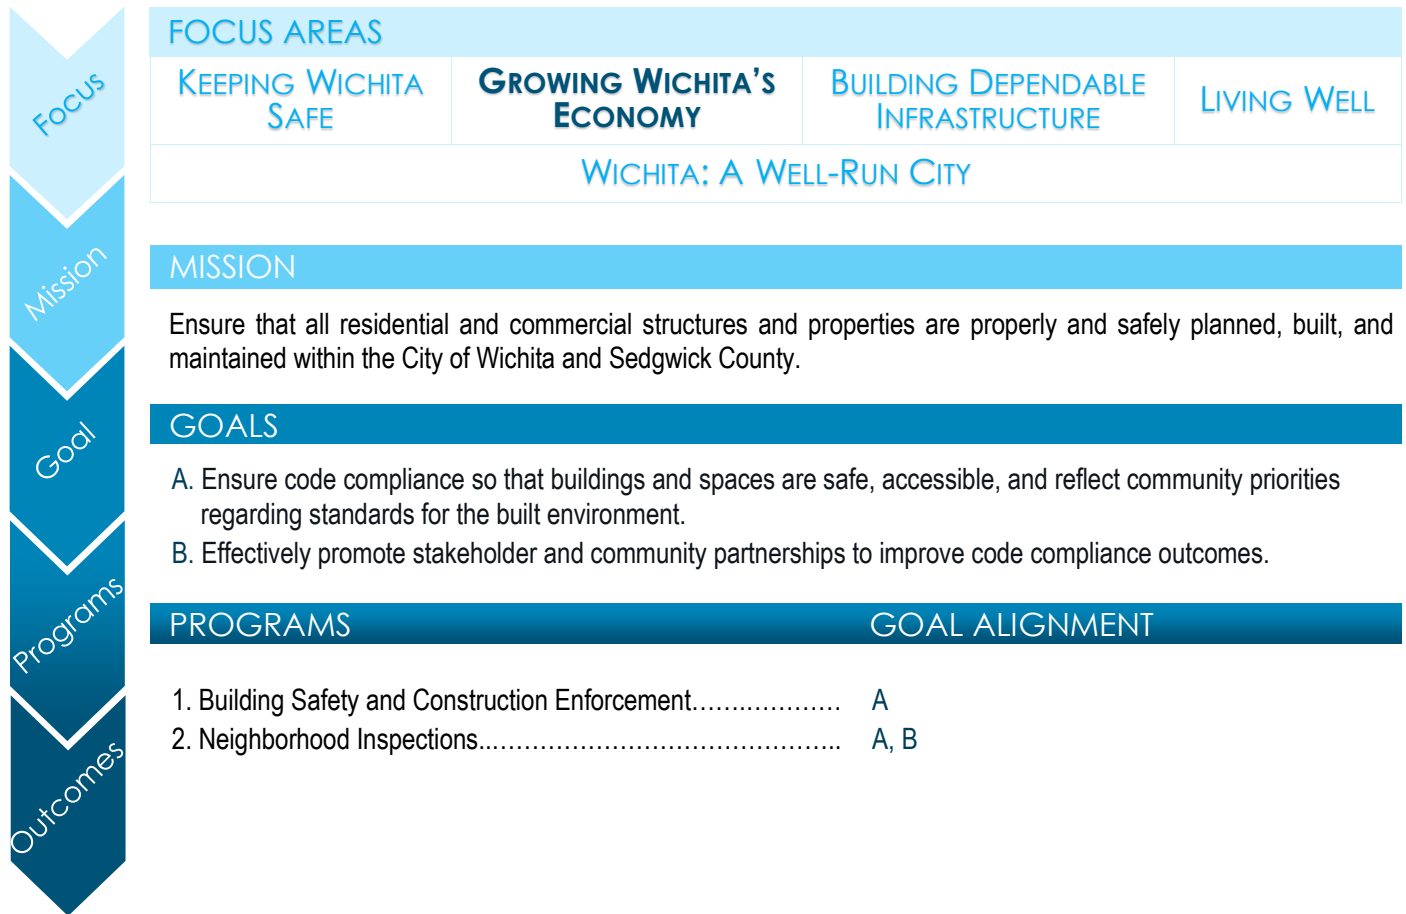 Focus
FOCUS AREAS
KEEPING WICHITA
SAFE
GROWING WICHITA'S
ECONOMY
BUILDING DEPENDABLE
INFRASTRUCTURE
LIVING WELL
WICHITA: A WELL-RUN CITY
Mission
MISSION
Ensure that all residential and commercial structures and properties are properly and safely planned, built, and
maintained within the City of Wichita and Sedgwick County.
Goal
GOALS
A. Ensure code compliance so that buildings and spaces are safe, accessible, and reflect community priorities
regarding standards for the built environment.
B. Effectively promote stakeholder and community partnerships to improve code compliance outcomes.
Programs
PROGRAMS GOAL ALIGNMENT
1. Building Safety and Construction Enforcement…….………… A
2. Neighborhood Inspections..……………………………………….. A, B
Outcomes